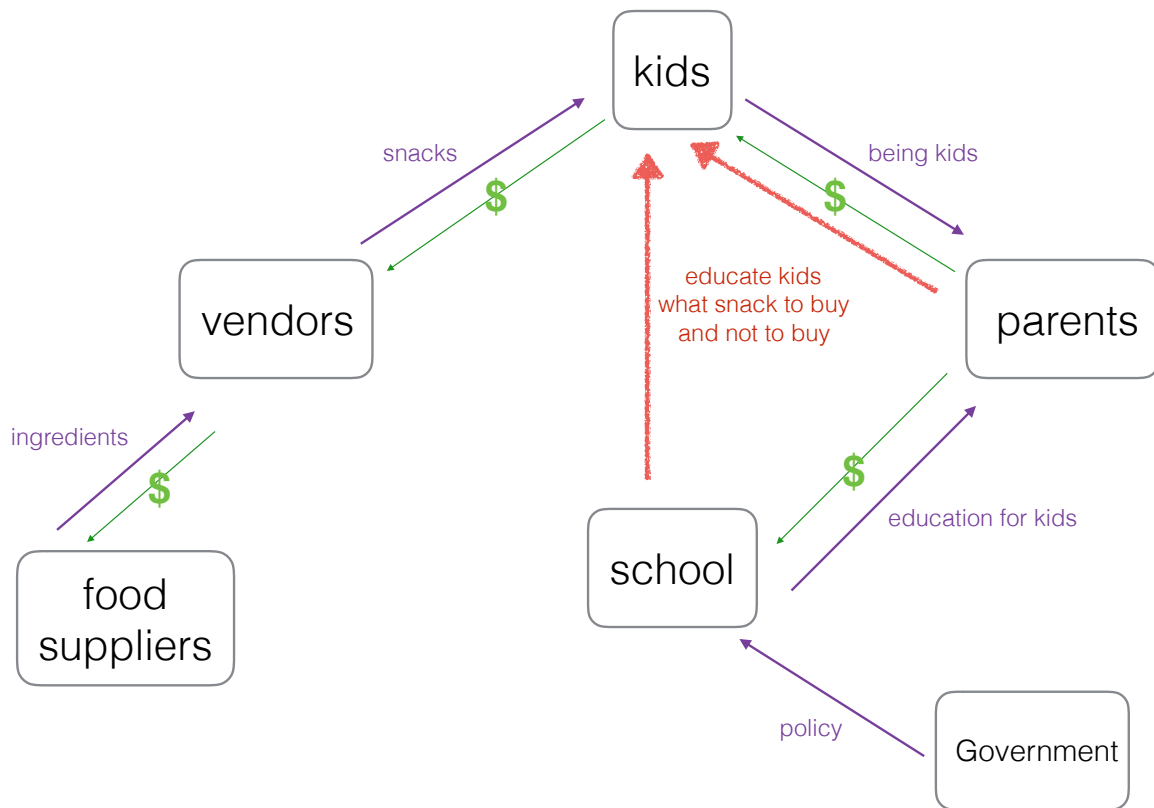 kids
snacks
being kids
$
$
educate kids
what snack to buy
and not to buy
vendors
parents
ingredients
$
$
education for kids
school
food
suppliers
policy
Government